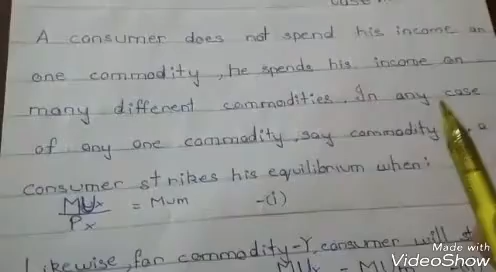 A consumer does not spend his income on
one commodity, he spends his income on
many different commodities. In any case
of any one commodity, say commodity a
consumer strikes his equilibrium when:
MUx/Px = Mum -(i)
Likewise, for commodity-Y, consumer will
MUx = MU
Made with
VideoShow